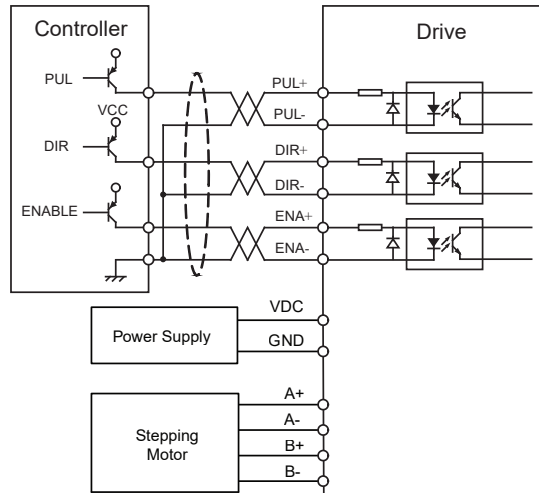 Controller
Drive
PUL
PUL+
VCC
PUL-
DIR
DIR+
DIR-
ENABLE
ENA+
ENA-
VDC
Power Supply
GND
A+
A-
Stepping
Motor
B+
B-